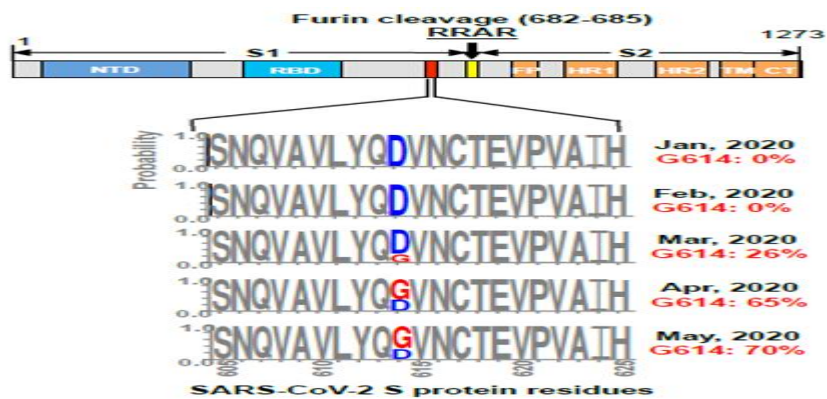 Furin cleavage (682-685)
RRAR
1
1273
S1
S2
NTD
RBD
FP
HR1
HR2
TM
CT
Probability
1.0
0.0
SNQVAVLYQDVNCTEVPVAIH
Jan, 2020
G614: 0%
1.0
0.0
SNQVAVLYQDVNCTEVPVAIH
Feb, 2020
G614: 0%
1.0
0.0
SNQVAVLYQDGVNCTEVPVAIH
Mar, 2020
G614: 26%
1.0
0.0
SNQVAVLYQGDVNCTEVPVAIH
Apr, 2020
G614: 65%
1.0
0.0
SNQVAVLYQGDVNCTEVPVAIH
May, 2020
G614: 70%
605
610
615
620
625
SARS-CoV-2 S protein residues